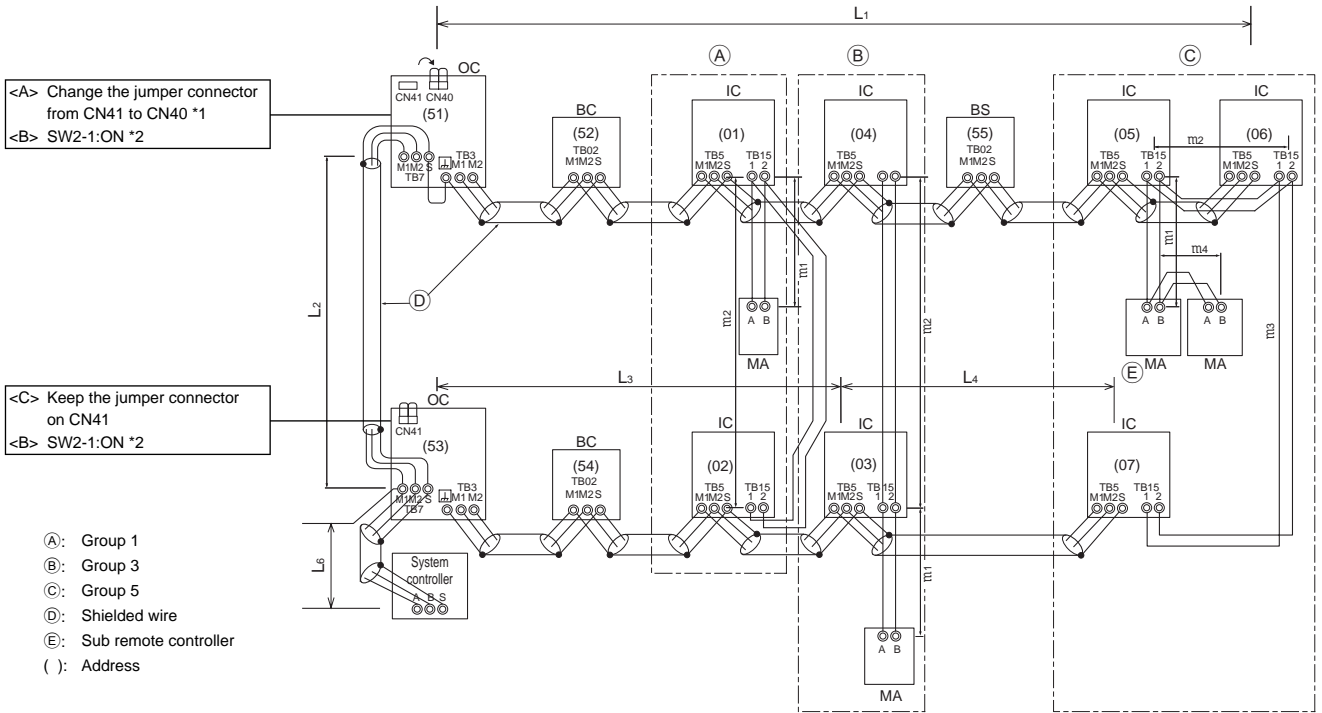 L1
<A> Change the jumper connector
from CN41 to CN40 *1
<B> SW2-1:ON *2
OC
CN41 CN40
(51)
M1M2 S
TB7
TB3
M1 M2
BC
(52)
TB02
M1M2S
A
IC
(01)
TB5
M1M2S
TB15
1 2
B
IC
(04)
TB5
M1M2S
BS
(55)
TB02
M1M2S
C
IC
(05)
TB5
M1M2S
TB15
1 2
m2
IC
(06)
TB5
M1M2S
TB15
1 2
L2
D
m2
m1
A B
MA
m2
m1
m4
A B
MA
A B
MA
E
m3
<C> Keep the jumper connector
on CN41
<B> SW2-1:ON *2
L3
L4
OC
CN41
(53)
M1M2 S
TB7
TB3
M1 M2
BC
(54)
TB02
M1M2S
IC
(02)
TB5
M1M2S
TB15
1 2
IC
(03)
TB5
M1M2S
TB15
1 2
IC
(07)
TB5
M1M2S
TB15
1 2
L6
System
controller
A B S
m1
A B
MA
A: Group 1
B: Group 3
C: Group 5
D: Shielded wire
E: Sub remote controller
( ): Address